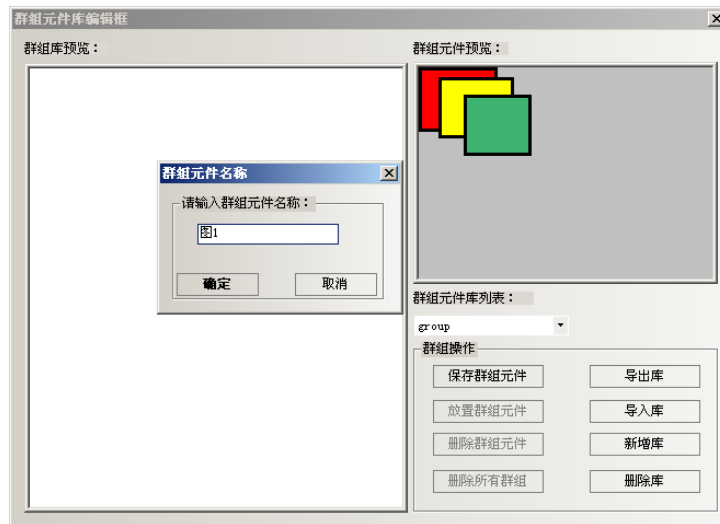 群组元件库编辑框
群组库预览：
群组元件预览：
群组元件名称
请输入群组元件名称：
图1
确定
取消
群组元件库列表：
group
群组操作
保存群组元件
导出库
放置群组元件
导入库
删除群组元件
新增库
删除所有群组
删除库